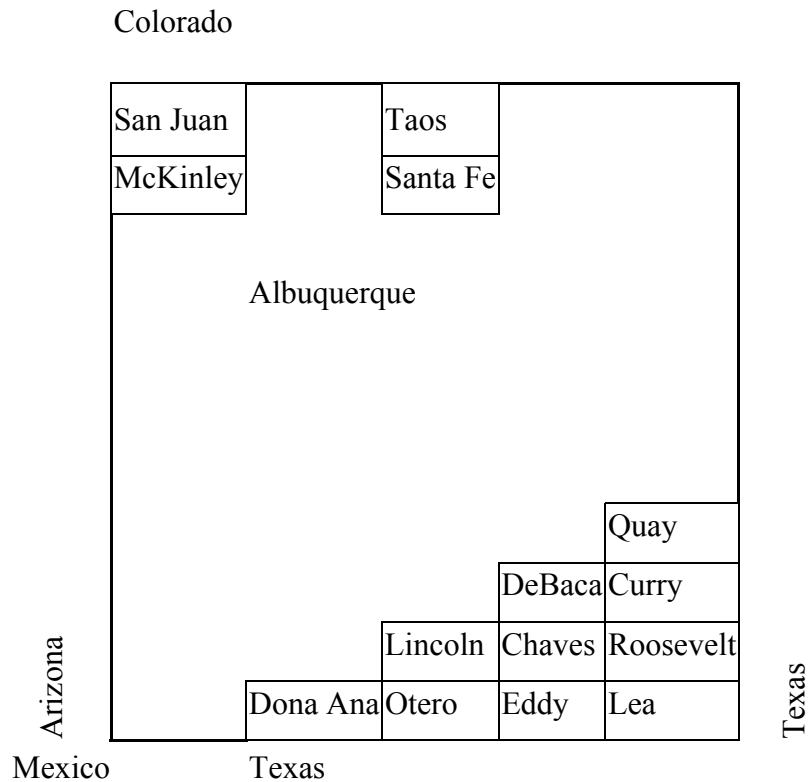 Colorado
San Juan Taos
McKinley Santa Fe
Albuquerque
Quay
DeBaca Curry
Lincoln Chaves Roosevelt
Dona Ana Otero Eddy Lea
Arizona
Texas
Mexico Texas